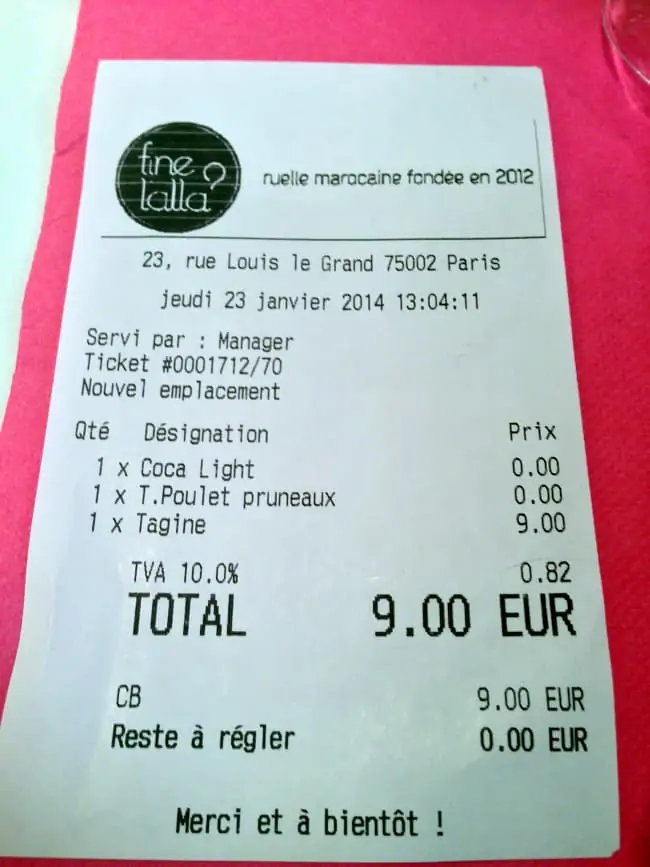 fine
lalla
ruelle marocaine fondée en 2012
23, rue Louis le Grand 75002 Paris
jeudi 23 janvier 2014 13:04:11
Servi par : Manager
Ticket #0001712/70
Nouvel emplacement
Qté Désignation Prix
1 x Coca Light 0.00
1 x T.Poulet pruneaux 0.00
1 x Tagine 9.00
TVA 10.0% 0.82
TOTAL 9.00 EUR
CB 9.00 EUR
Reste à régler 0.00 EUR
Merci et à bientôt !